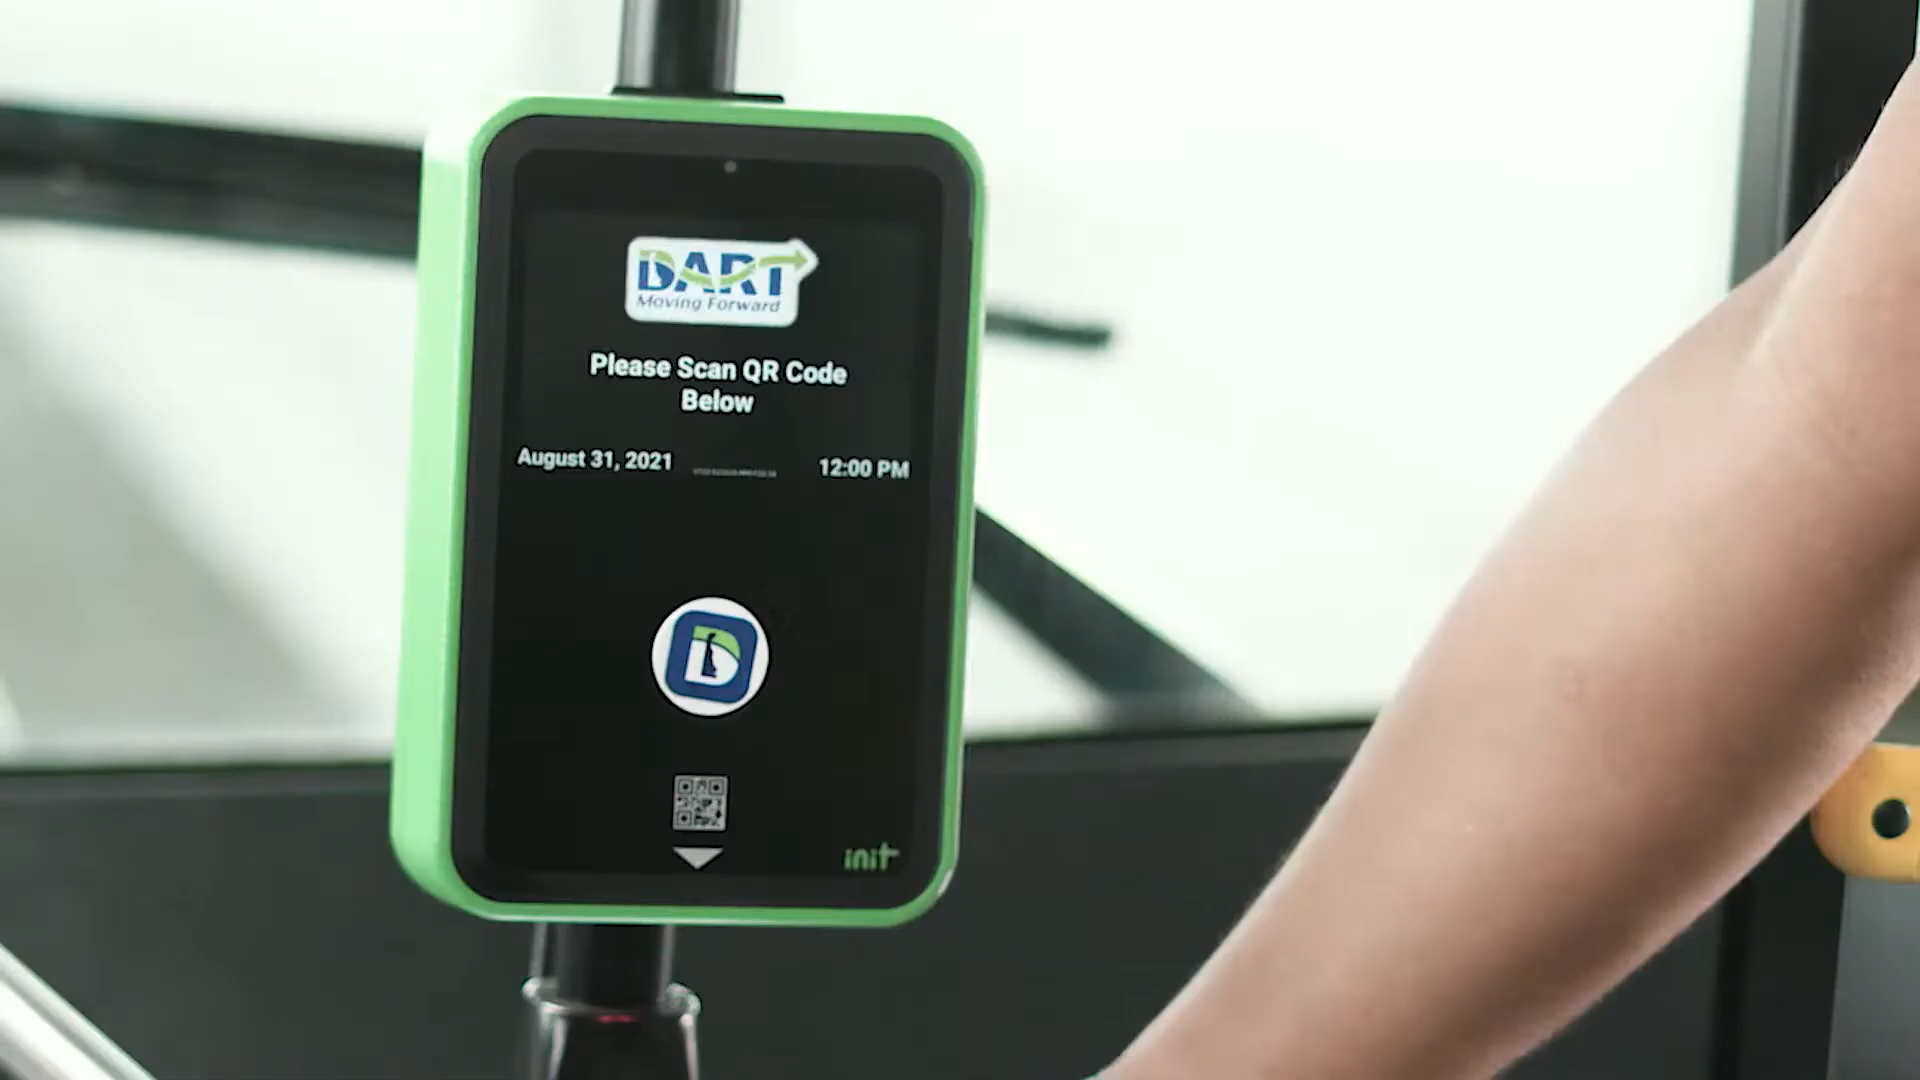 DART
Moving Forward
Please Scan QR Code
Below
August 31, 2021 12:00 PM
D
init